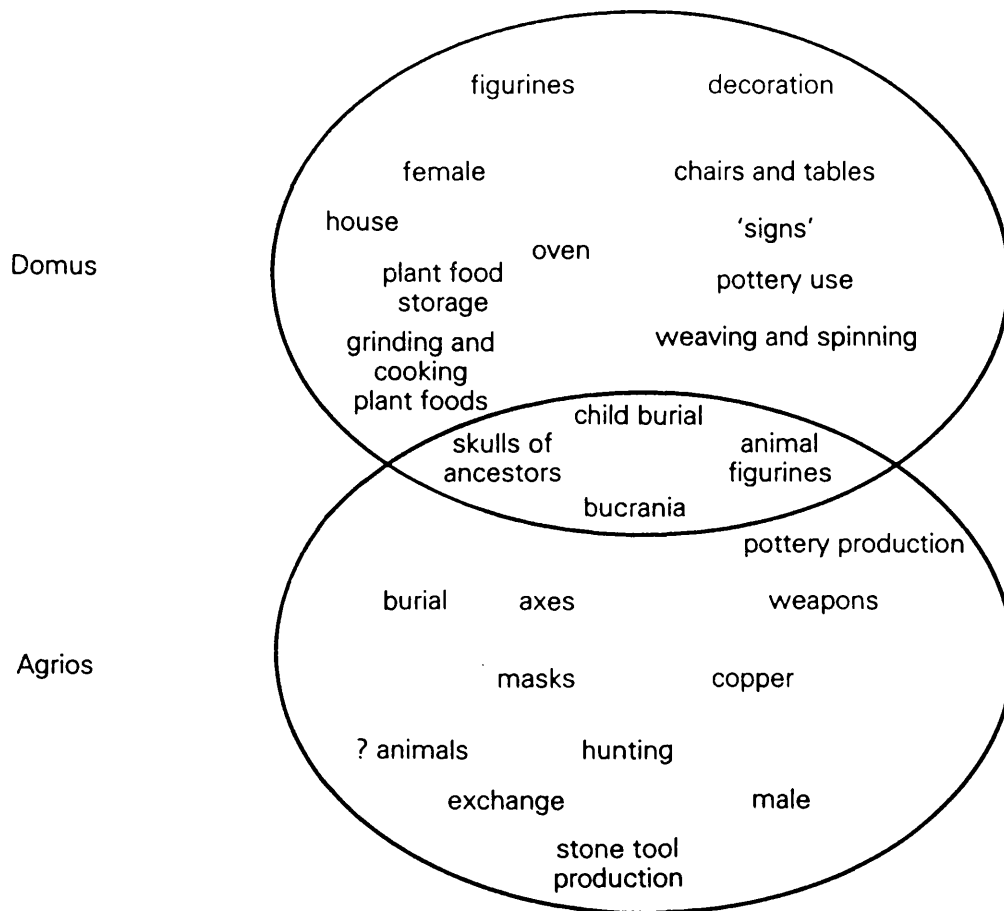 figurines
decoration
female
chairs and tables
house
'signs'
oven
Domus
plant food
storage
pottery use
weaving and spinning
grinding and
cooking
plant foods
child burial
skulls of
ancestors
animal
figurines
bucrania
pottery production
burial
axes
weapons
Agrios
masks
copper
? animals
hunting
exchange
male
stone tool
production